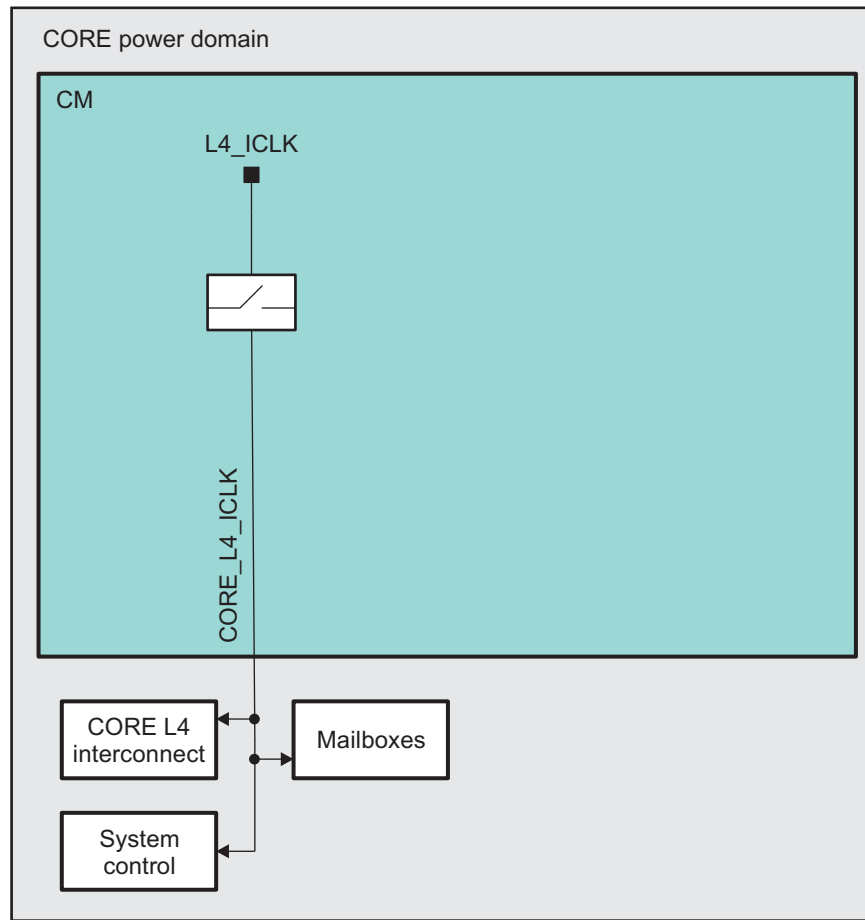 CORE power domain
CM
L4_ICLK
CORE_L4_ICLK
CORE L4
interconnect
Mailboxes
System
control